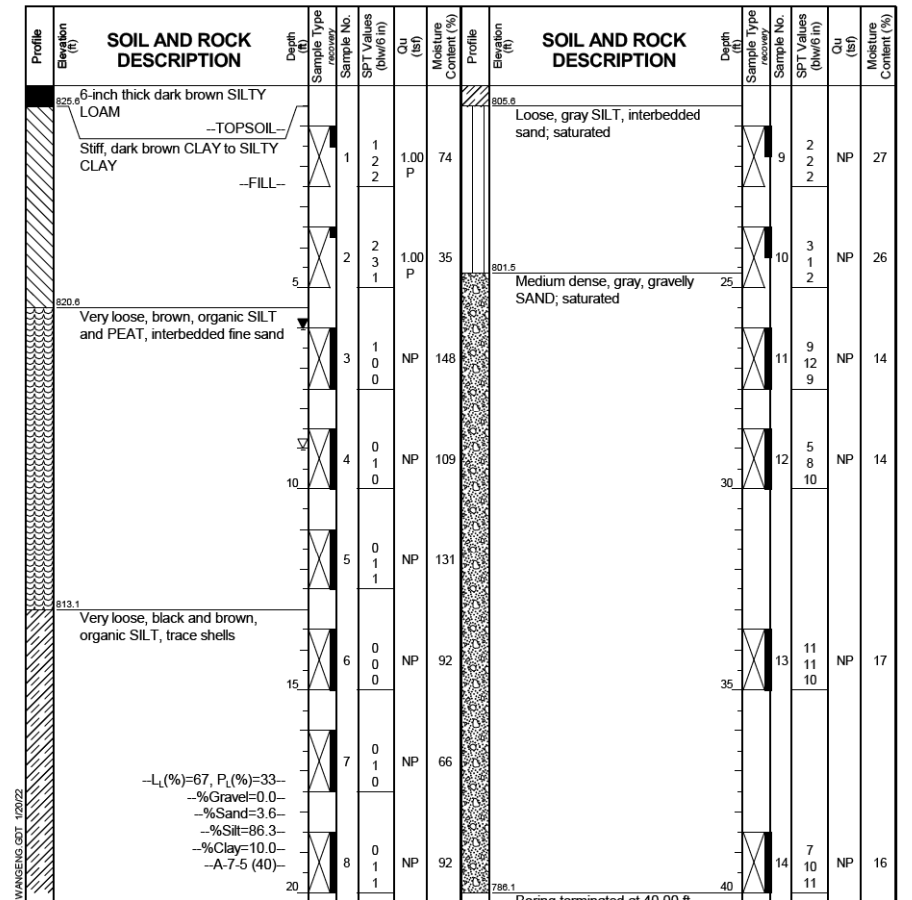 Profile
Elevation (ft)
SOIL AND ROCK DESCRIPTION
Depth (ft)
Sample Type
recovery
Sample No.
SPT Values (blw/6 in)
Qu (tsf)
Moisture Content (%)
825.6
6-inch thick dark brown SILTY
LOAM
--TOPSOIL--
Stiff, dark brown CLAY to SILTY
CLAY
--FILL--
1
1
2
2
1.00
P
74
2
2
3
1
1.00
P
35
5
820.6
Very loose, brown, organic SILT
and PEAT, interbedded fine sand
3
1
0
0
NP
148
4
0
1
0
NP
109
10
5
0
1
1
NP
131
813.1
Very loose, black and brown,
organic SILT, trace shells
6
0
0
0
NP
92
15
7
0
1
0
NP
66
--LL(%)=67, PL(%)=33--
--%Gravel=0.0--
--%Sand=3.6--
--%Silt=86.3--
--%Clay=10.0--
--A-7-5 (40)--
8
0
1
1
NP
92
20
WANGENG.GDT 1/20/22
Profile
Elevation (ft)
SOIL AND ROCK DESCRIPTION
Depth (ft)
Sample Type
recovery
Sample No.
SPT Values (blw/6 in)
Qu (tsf)
Moisture Content (%)
805.6
Loose, gray SILT, interbedded
sand; saturated
9
2
2
2
NP
27
10
3
1
2
NP
26
801.5
25
Medium dense, gray, gravelly
SAND; saturated
11
9
12
9
NP
14
12
5
8
10
NP
14
30
13
11
11
10
NP
17
35
14
7
10
11
NP
16
786.1
40
Boring terminated at 40.00 ft